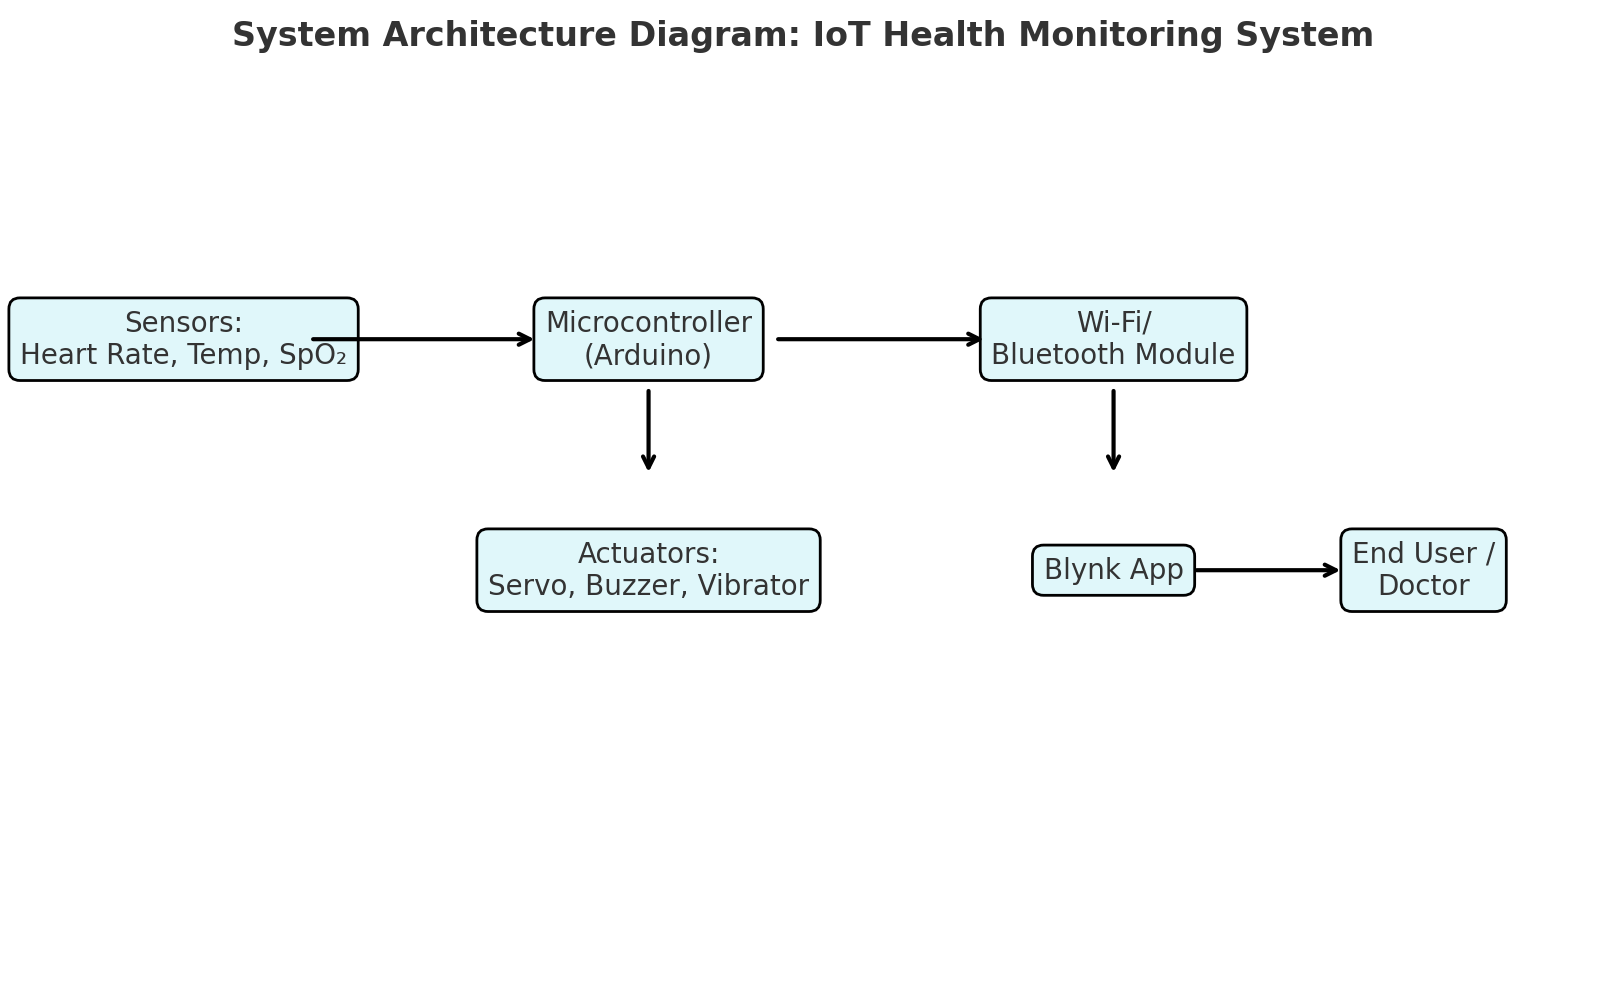 System Architecture Diagram: IoT Health Monitoring System
Sensors:
Heart Rate, Temp, SpO₂
Microcontroller
(Arduino)
Wi-Fi/
Bluetooth Module
Actuators:
Servo, Buzzer, Vibrator
Blynk App
End User /
Doctor